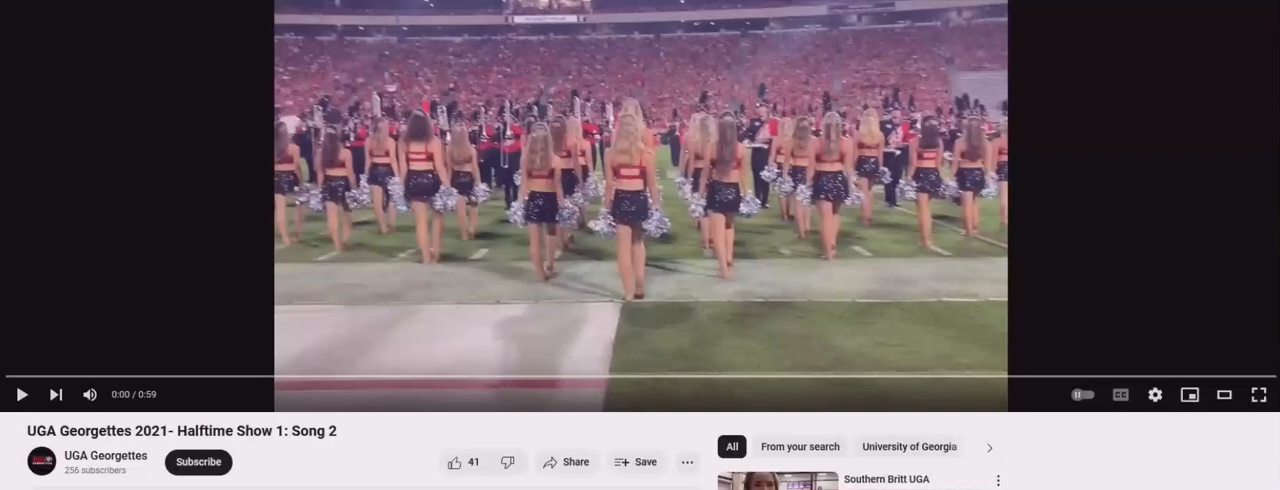 0:00 / 0:59
CC
UGA Georgettes 2021- Halftime Show 1: Song 2
UGA Georgettes
256 subscribers
Subscribe
41
Share
Save
All
From your search
University of Georgia
Southern Britt UGA